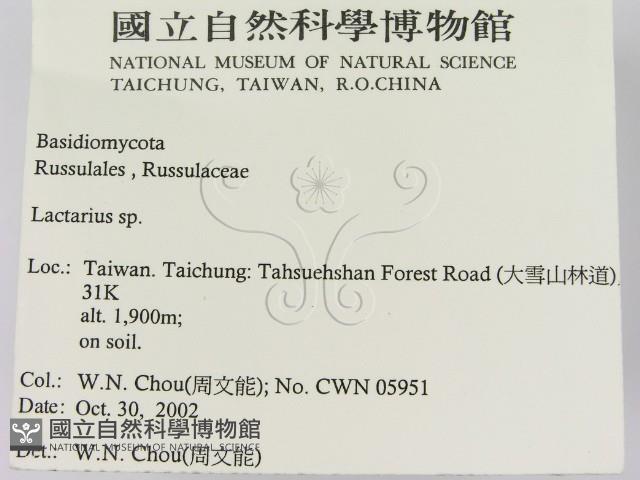 國立自然科學博物館
NATIONAL MUSEUM OF NATURAL SCIENCE
TAICHUNG, TAIWAN, R.O.CHINA
Basidiomycota
Russulales , Russulaceae
Lactarius sp.
Loc.: Taiwan. Taichung: Tahsuehshan Forest Road (大雪山林道)
31K
alt. 1,900m;
on soil.
Col.: W.N. Chou(周文能); No. CWN 05951
Date: Oct. 30, 2002
國立自然科學博物館
NATIONAL MUSEUM OF NATURAL SCIENCE
Det.: W.N. Chou(周文能)